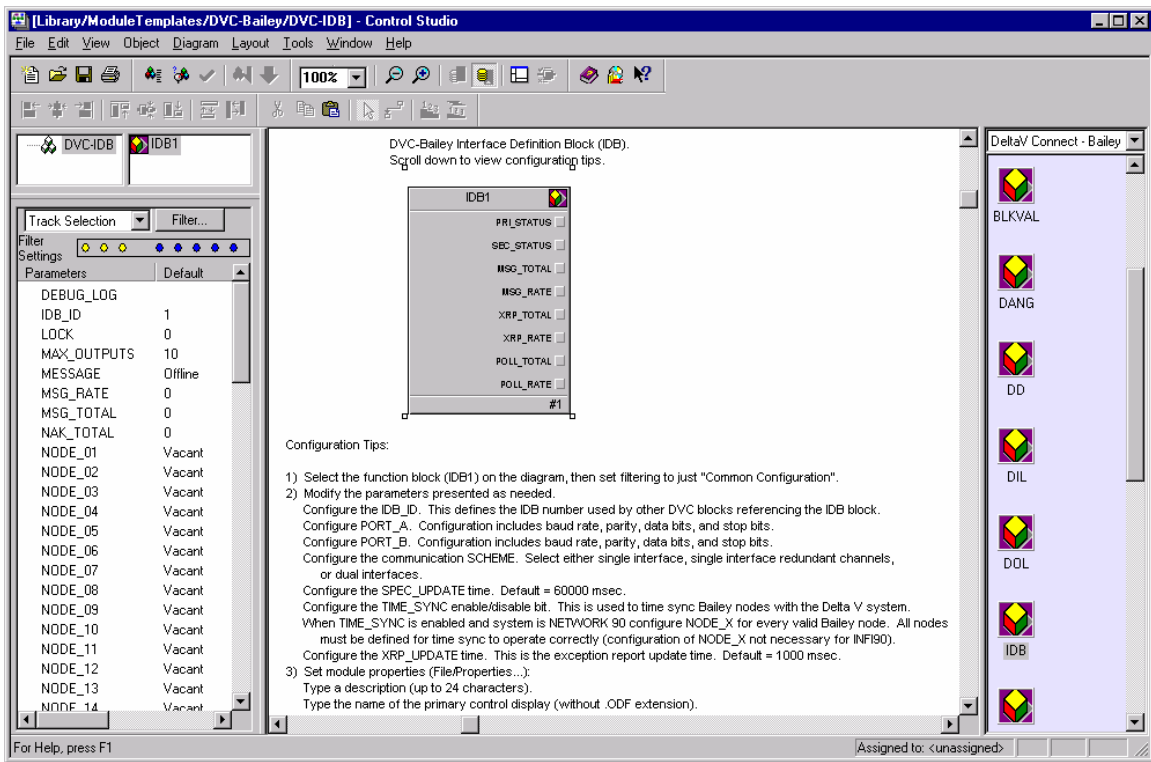 [Library/ModuleTemplates/DVC-Bailey/DVC-IDB] - Control Studio
File Edit View Object Diagram Layout Tools Window Help
100%
DVC-IDB
IDB1
Track Selection
Filter...
Filter Settings
Parameters Default
DEBUG_LOG
IDB_ID 1
LOCK 0
MAX_OUTPUTS 10
MESSAGE Offline
MSG_RATE 0
MSG_TOTAL 0
NAK_TOTAL 0
NODE_01 Vacant
NODE_02 Vacant
NODE_03 Vacant
NODE_04 Vacant
NODE_05 Vacant
NODE_06 Vacant
NODE_07 Vacant
NODE_08 Vacant
NODE_09 Vacant
NODE_10 Vacant
NODE_11 Vacant
NODE_12 Vacant
NODE_13 Vacant
NODE_14 Vacant
DVC-Bailey Interface Definition Block (IDB).
Scroll down to view configuration tips.
IDB1
PRI_STATUS
SEC_STATUS
MSG_TOTAL
MSG_RATE
XRP_TOTAL
XRP_RATE
POLL_TOTAL
POLL_RATE
#1
Configuration Tips:
1) Select the function block (IDB1) on the diagram, then set filtering to just "Common Configuration".
2) Modify the parameters presented as needed.
Configure the IDB_ID. This defines the IDB number used by other DVC blocks referencing the IDB block.
Configure PORT_A. Configuration includes baud rate, parity, data bits, and stop bits.
Configure PORT_B. Configuration includes baud rate, parity, data bits, and stop bits.
Configure the communication SCHEME. Select either single interface, single interface redundant channels,
or dual interfaces.
Configure the SPEC_UPDATE time. Default = 60000 msec.
Configure the TIME_SYNC enable/disable bit. This is used to time sync Bailey nodes with the Delta V system.
When TIME_SYNC is enabled and system is NETWORK 90 configure NODE_X for every valid Bailey node. All nodes
must be defined for time sync to operate correctly (configuration of NODE_X not necessary for INFI90).
Configure the XRP_UPDATE time. This is the exception report update time. Default = 1000 msec.
3) Set module properties (File/Properties...):
Type a description (up to 24 characters).
Type the name of the primary control display (without .ODF extension).
DeltaV Connect - Bailey
BLKVAL
DANG
DD
DIL
DOL
IDB
For Help, press F1
Assigned to: <unassigned>